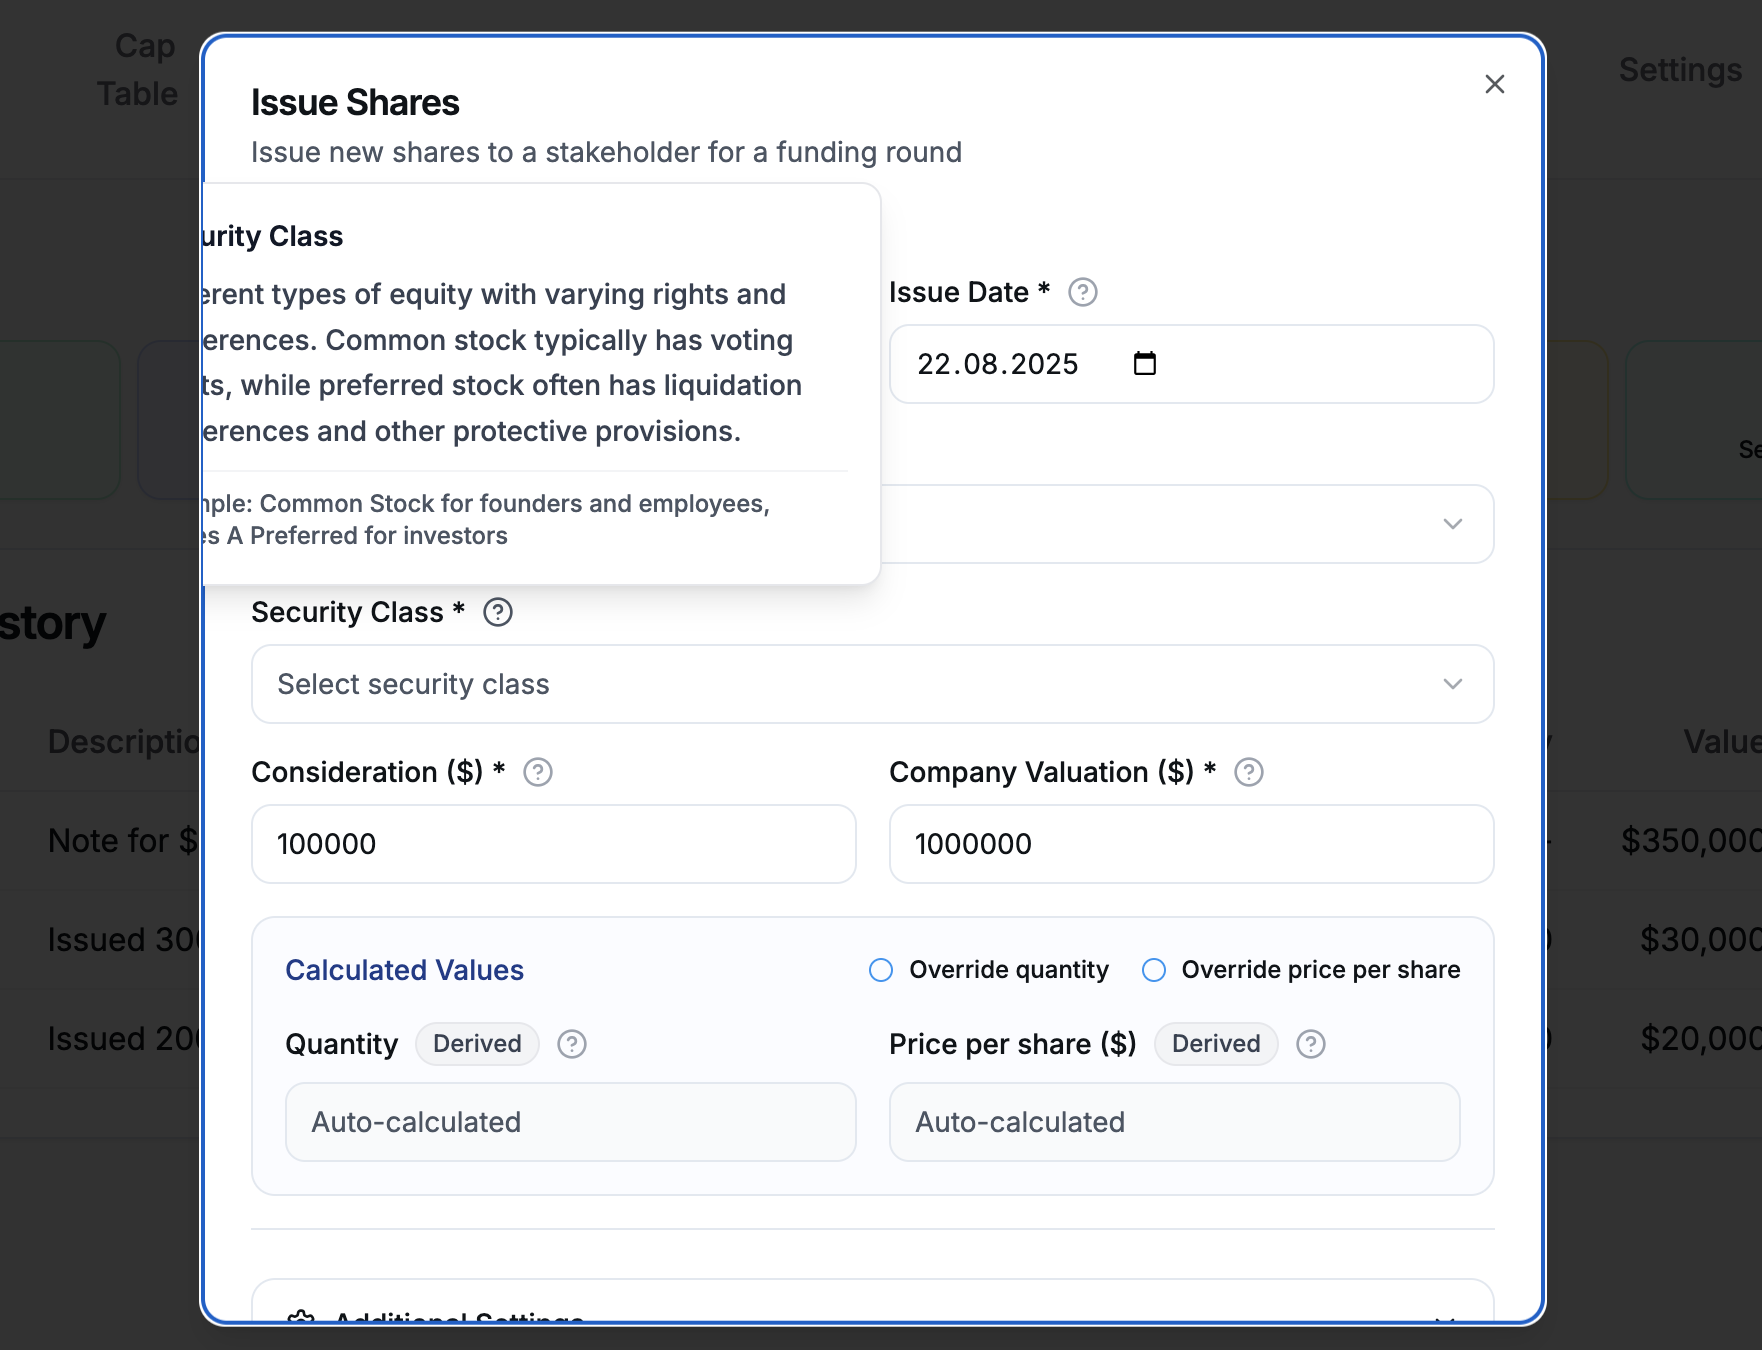 Cap
Table
Settings
Issue Shares
Issue new shares to a stakeholder for a funding round
urity Class
erent types of equity with varying rights and
erences. Common stock typically has voting
ts, while preferred stock often has liquidation
erences and other protective provisions.
mple: Common Stock for founders and employees,
es A Preferred for investors
Issue Date *
22.08.2025
Se
story
Security Class *
Select security class
Descriptio
Value
Consideration ($) *
Company Valuation ($) *
Note for $
100000
1000000
$350,000
Issued 300
$30,000
Calculated Values
Override quantity
Override price per share
Issued 200
$20,000
Quantity
Derived
Price per share ($)
Derived
Auto-calculated
Auto-calculated
Additional Settings